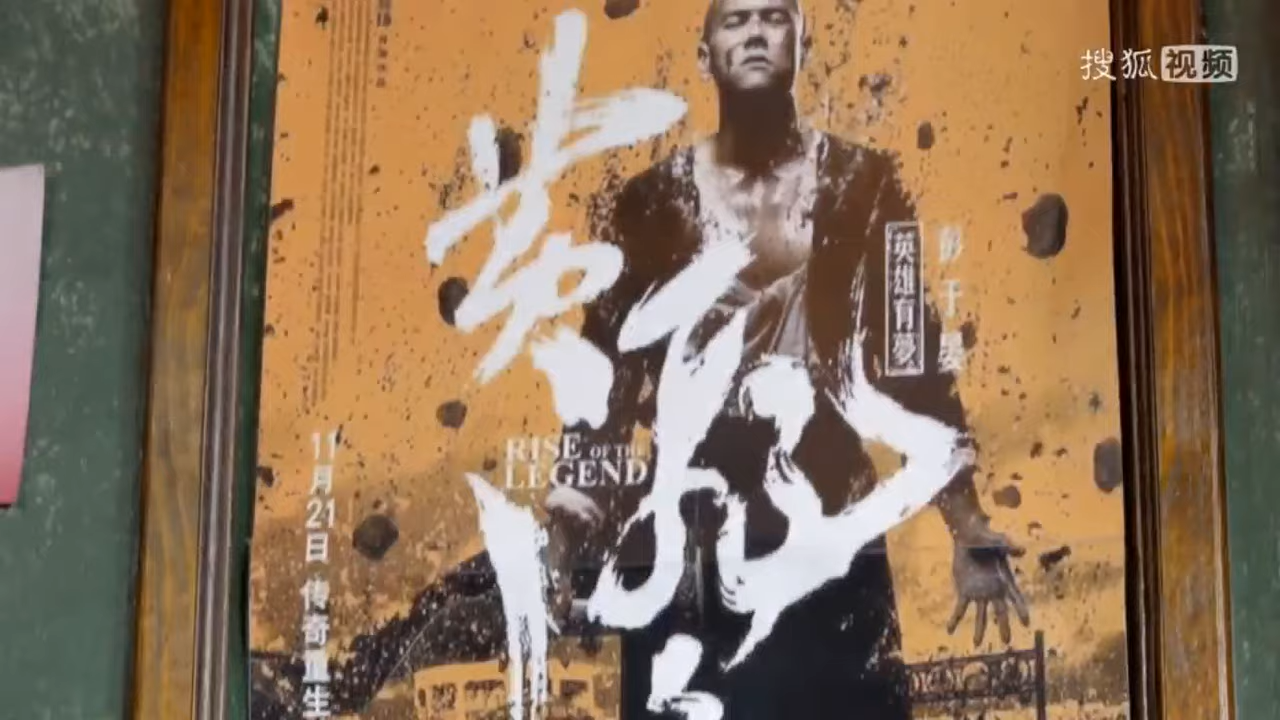 搜狐视频
黄飞鸿
英雄有夢
彭于晏
RISE OF THE
LEGEND
11月21日 传奇重生